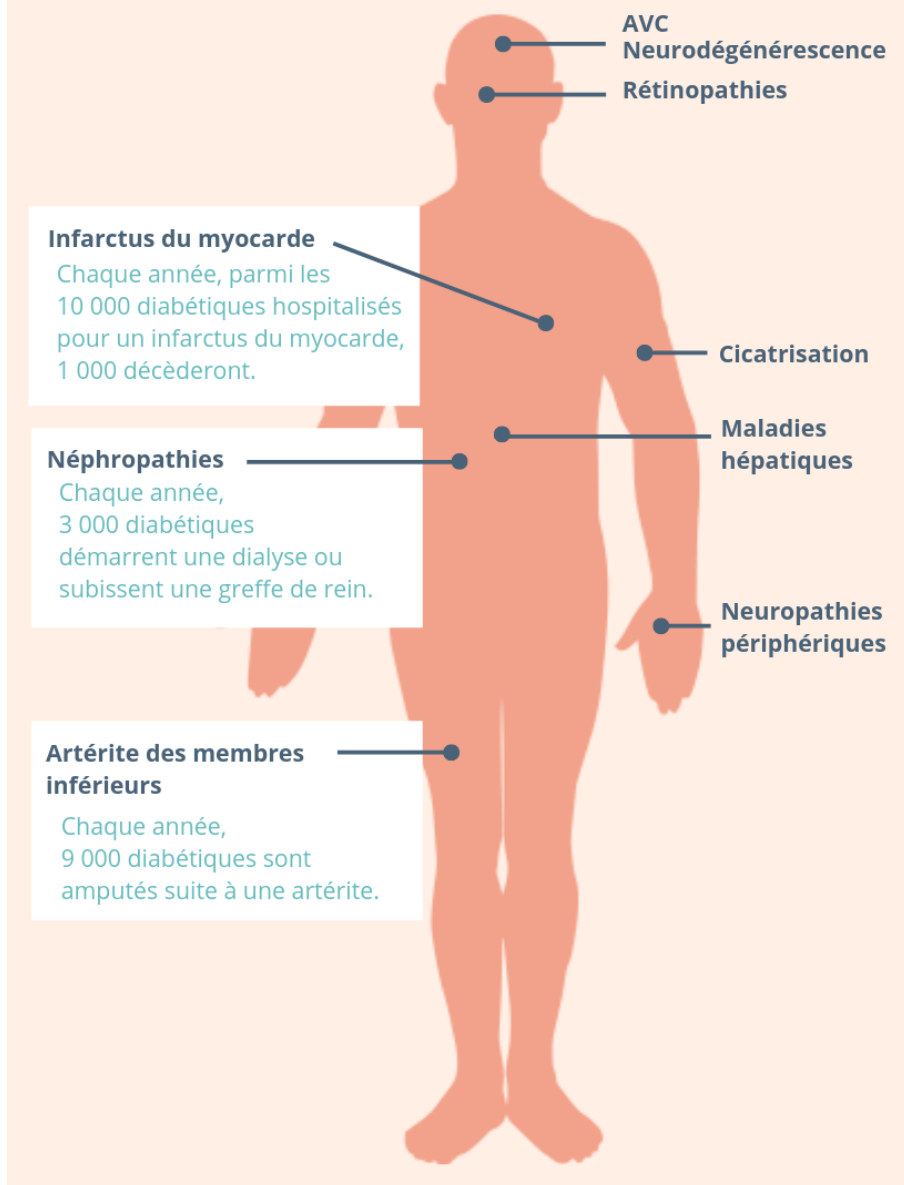 AVC
Neurodégénérescence
Rétinopathies
Infarctus du myocarde
Chaque année, parmi les
10 000 diabétiques hospitalisés
pour un infarctus du myocarde,
1 000 décèderont.
Cicatrisation
Maladies
hépatiques
Néphropathies
Chaque année,
3 000 diabétiques
démarrent une dialyse ou
subissent une greffe de rein.
Neuropathies
périphériques
Artérite des membres
inférieurs
Chaque année,
9 000 diabétiques sont
amputés suite à une artérite.